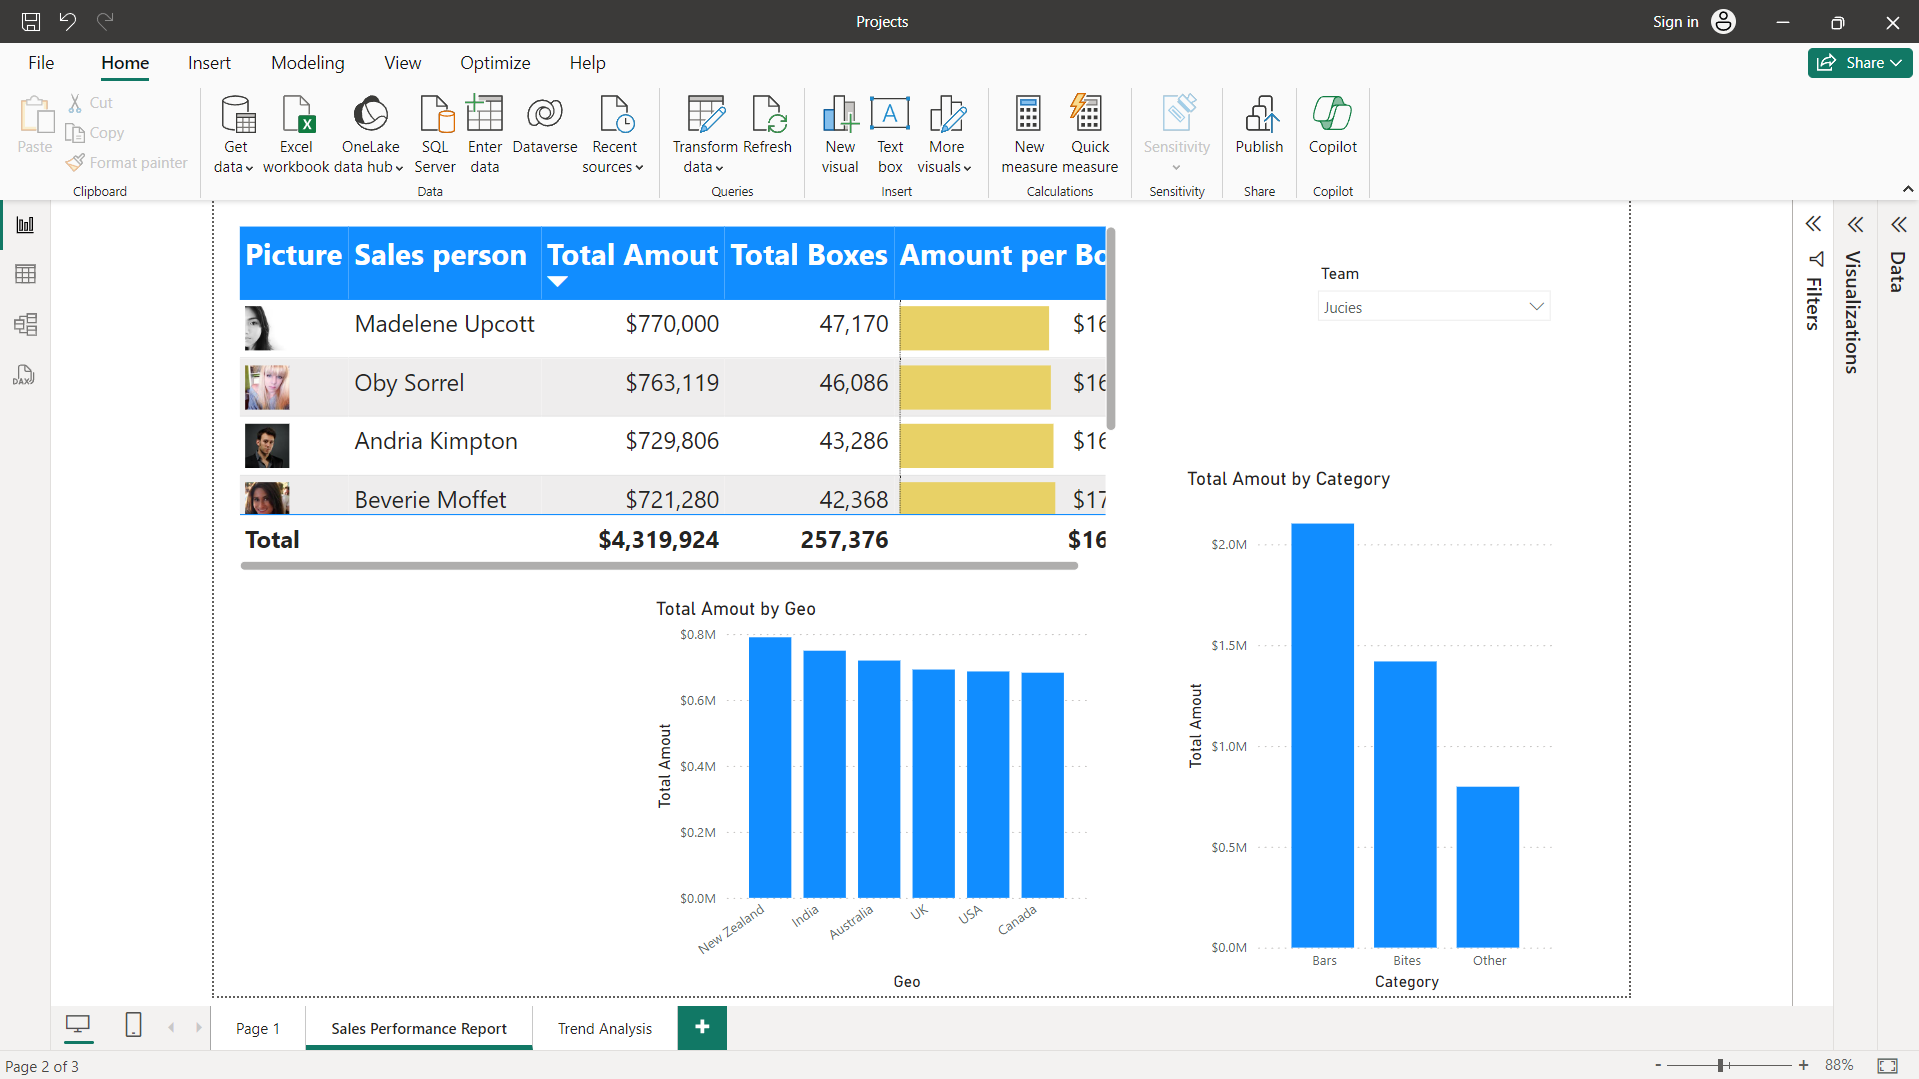 Projects
Sign in
File
Home
Insert
Modeling
View
Optimize
Help
Share
Paste
Cut
Copy
Format painter
Clipboard
Get data
Excel workbook
OneLake data hub
SQL Server
Enter data
Dataverse
Recent sources
Data
Transform data
Refresh
Queries
New visual
Text box
More visuals
Insert
New measure
Quick measure
Calculations
Sensitivity
Sensitivity
Publish
Share
Copilot
Copilot
Picture Sales person Total Amout Total Boxes Amount per Bo
Madelene Upcott $770,000 47,170 $16
Oby Sorrel $763,119 46,086 $16
Andria Kimpton $729,806 43,286 $16
Beverie Moffet $721,280 42,368 $17
Total $4,319,924 257,376 $16
Team
Jucies
Filters
Visualizations
Data
Total Amout by Geo
Total Amout
$0.8M
$0.6M
$0.4M
$0.2M
$0.0M
New Zealand
India
Australia
UK
USA
Canada
Geo
Total Amout by Category
Total Amout
$2.0M
$1.5M
$1.0M
$0.5M
$0.0M
Bars
Bites
Other
Category
DAX
Page 1
Sales Performance Report
Trend Analysis
Page 2 of 3
88%